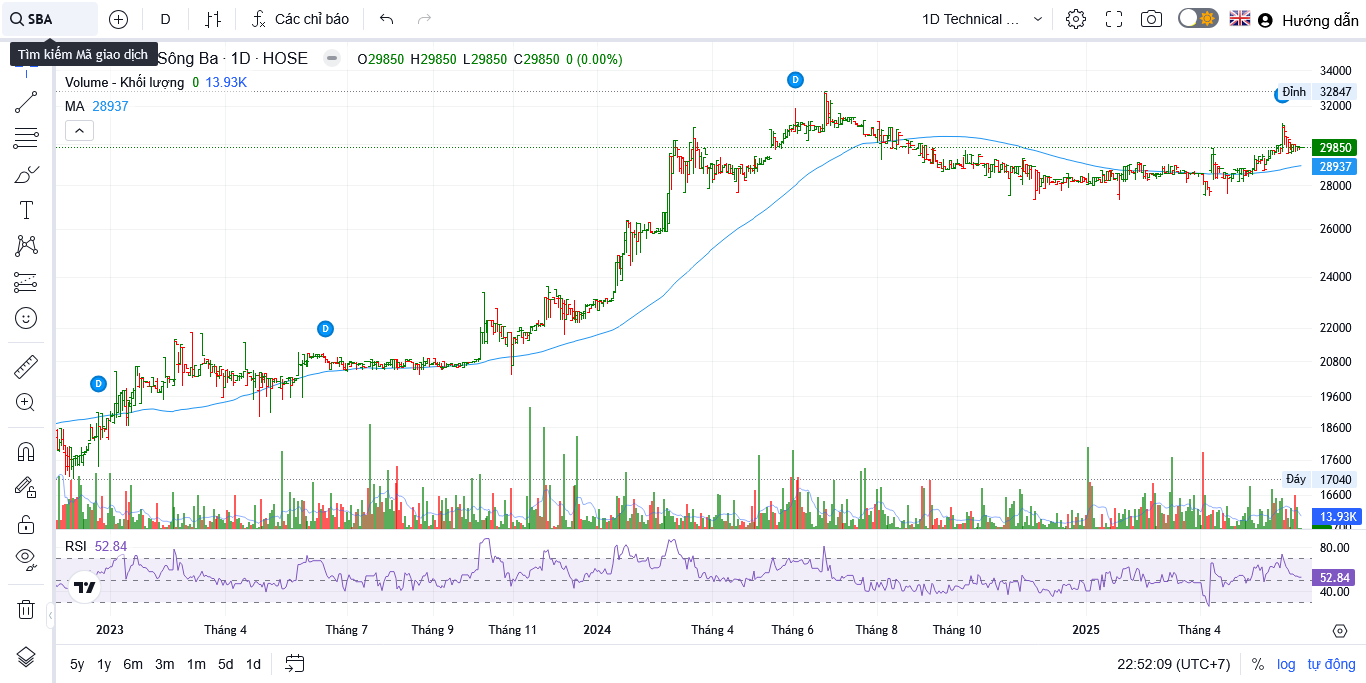 SBA D Các chỉ báo 1D Technical ... Hướng dẫn
Tìm kiếm Mã giao dịch Sông Ba · 1D · HOSE O29850 H29850 L29850 C29850 0 (0.00%)
Volume - Khối lượng 0 13.93K
MA 28937
D
D
D
34000
Đỉnh 32847
32000
29850
28937
28000
26000
24000
22000
20800
19600
18600
17600
Đáy 17040
16600
13.93K
RSI 52.84
80.00
52.84
40.00
2023 Tháng 4 Tháng 7 Tháng 9 Tháng 11 2024 Tháng 4 Tháng 6 Tháng 8 Tháng 10 2025 Tháng 4
5y 1y 6m 3m 1m 5d 1d 22:52:09 (UTC+7) % log tự động